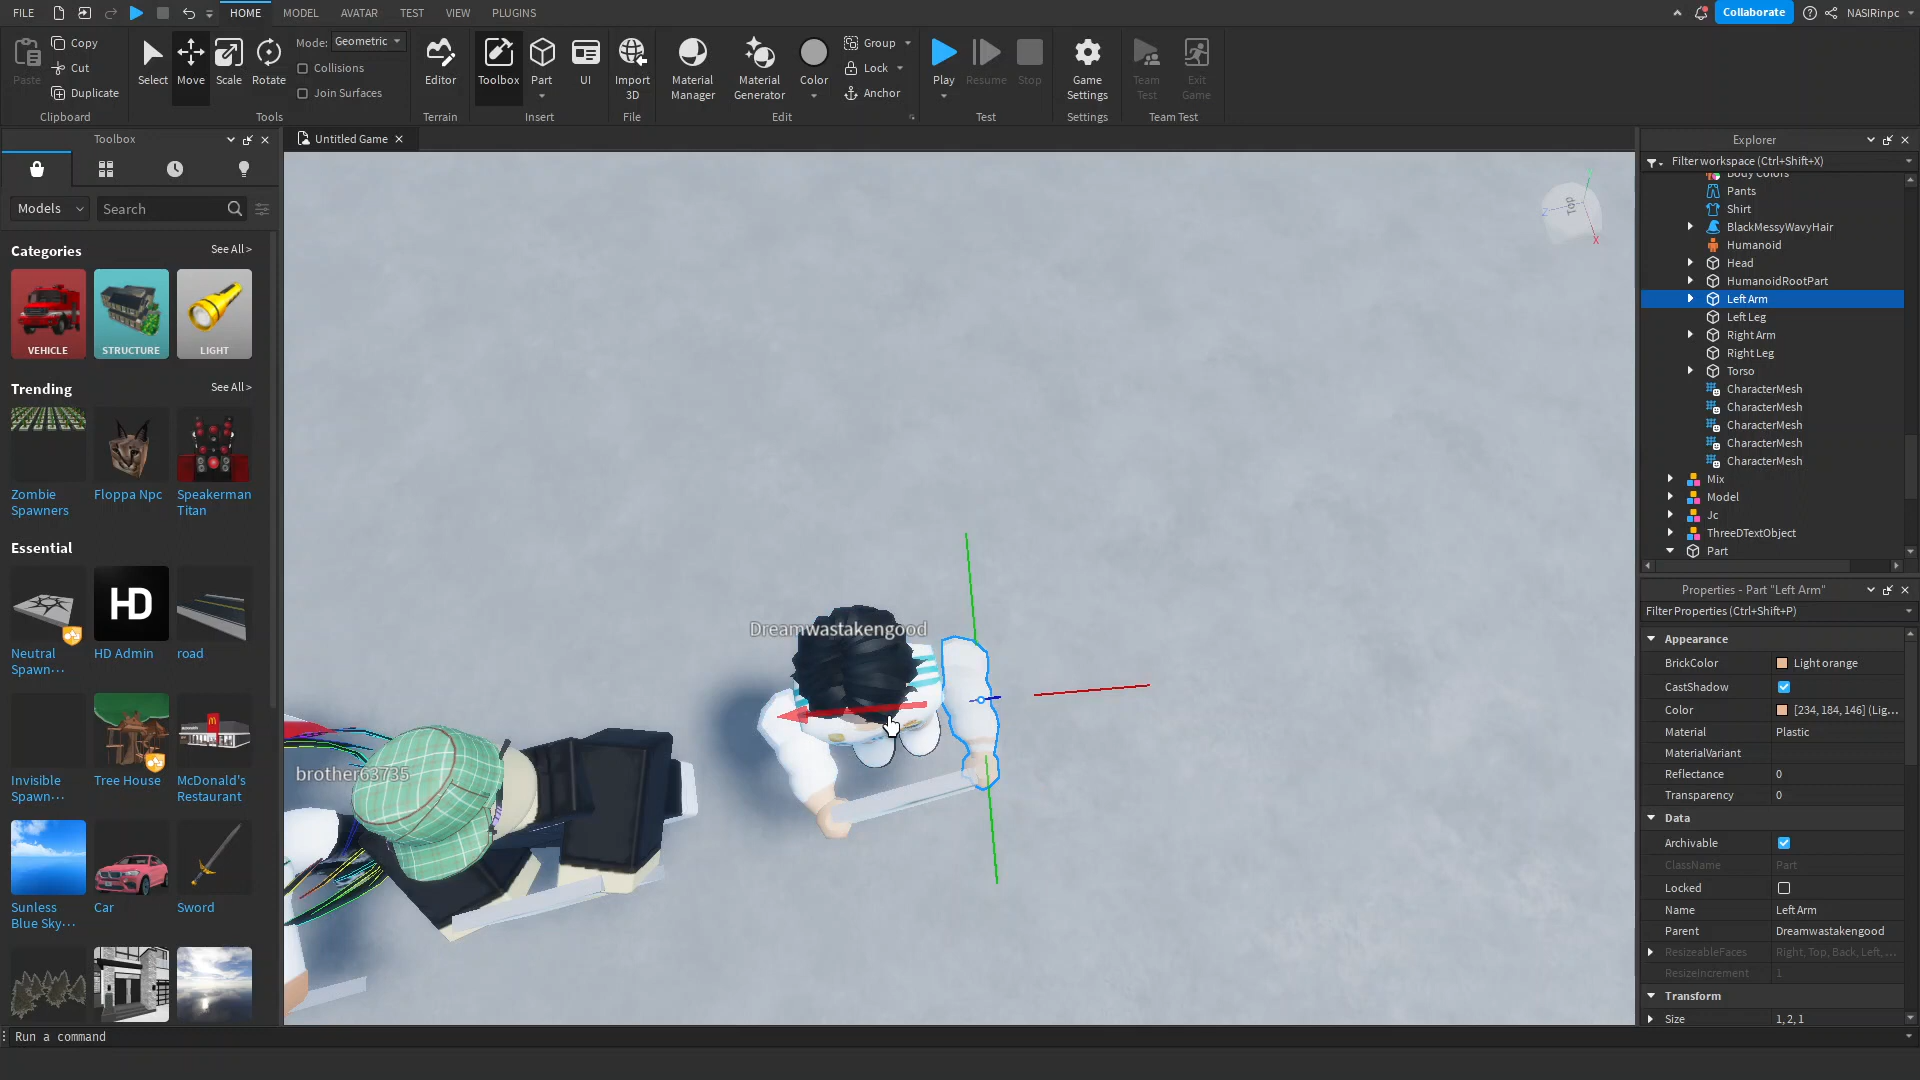 FILE
HOME
MODEL
AVATAR
TEST
VIEW
PLUGINS
Collaborate
NASIRinpc
Paste
Copy
Cut
Duplicate
Clipboard
Select
Move
Scale
Rotate
Mode:
Geometric
Collisions
Join Surfaces
Tools
Editor
Terrain
Toolbox
Part
UI
Insert
Import
3D
File
Material
Manager
Material
Generator
Color
Group
Lock
Anchor
Edit
Play
Resume
Stop
Test
Game
Settings
Settings
Team
Test
Exit
Game
Team Test
Toolbox
Models
Search
Categories
See All >
VEHICLE
STRUCTURE
LIGHT
Trending
See All >
Zombie
Spawners
Floppa Npc
Speakerman
Titan
Essential
HD
Neutral
Spawn...
HD Admin
road
Invisible
Spawn...
Tree House
McDonald's
Restaurant
Sunless
Blue Sky...
Car
Sword
Untitled Game
Top
Z
X
Dreamwastakengood
brother63735
Explorer
Filter workspace (Ctrl+Shift+X)
Body Colors
Pants
Shirt
BlackMessyWavyHair
Humanoid
Head
HumanoidRootPart
Left Arm
Left Leg
Right Arm
Right Leg
Torso
CharacterMesh
CharacterMesh
CharacterMesh
CharacterMesh
CharacterMesh
Mix
Model
Jc
ThreeDTextObject
Part
Properties - Part "Left Arm"
Filter Properties (Ctrl+Shift+P)
Appearance
BrickColor Light orange
CastShadow
Color [234, 184, 146] (Lig...
Material Plastic
MaterialVariant
Reflectance 0
Transparency 0
Data
Archivable
ClassName Part
Locked
Name Left Arm
Parent Dreamwastakengood
ResizeableFaces Right, Top, Back, Left, ...
ResizeIncrement 1
Transform
Size 1, 2, 1
Run a command